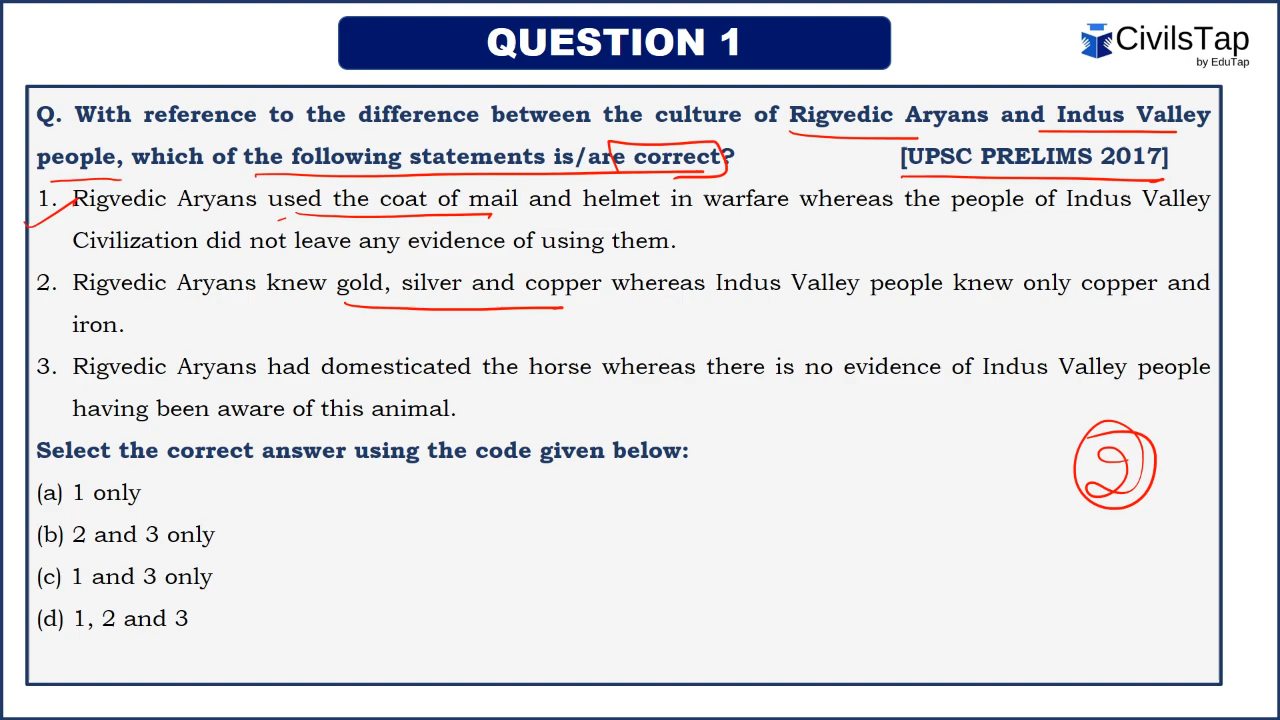 QUESTION 1
CivilsTap
by EduTap
Q. With reference to the difference between the culture of Rigvedic Aryans and Indus Valley
people, which of the following statements is/are correct? [UPSC PRELIMS 2017]
1. Rigvedic Aryans used the coat of mail and helmet in warfare whereas the people of Indus Valley
Civilization did not leave any evidence of using them.
2. Rigvedic Aryans knew gold, silver and copper whereas Indus Valley people knew only copper and
iron.
3. Rigvedic Aryans had domesticated the horse whereas there is no evidence of Indus Valley people
having been aware of this animal.
Select the correct answer using the code given below:
(a) 1 only
(b) 2 and 3 only
(c) 1 and 3 only
(d) 1, 2 and 3